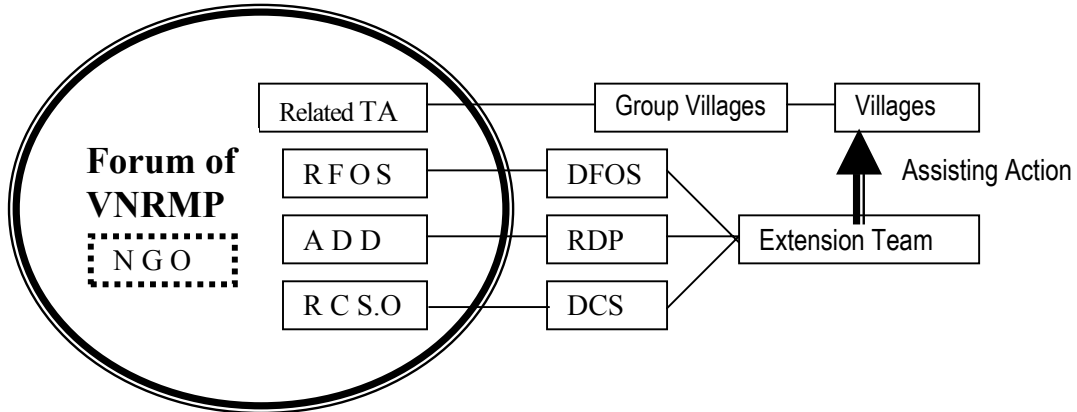 Related TA
Group Villages
Villages
Forum of
VNRMP
R F O S
DFOS
Assisting Action
A D D
RDP
Extension Team
N G O
R C S.O
DCS